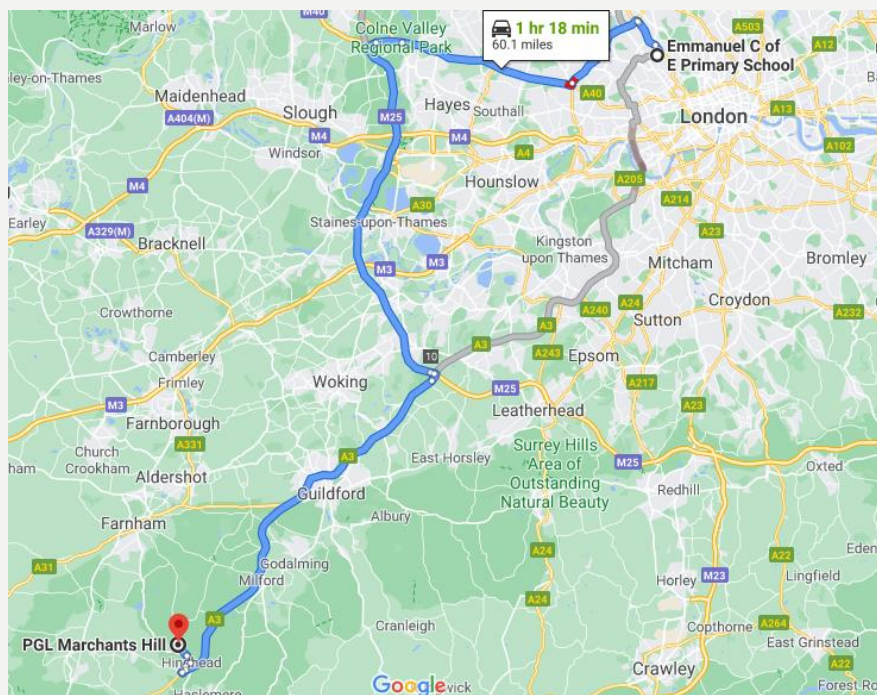 Marlow
M40
Colne Valley
Regional Park
1 hr 18 min
60.1 miles
A503
Emmanuel C of
E Primary School
A12
ley-on-Thames
Maidenhead
A404(M)
Slough
Hayes
Southall
A40
London
A13
M25
M4
M4
A4
A102
Windsor
Hounslow
A205
A214
M4
A30
Earley
A329(M)
Staines-upon-Thames
A23
Bracknell
Kingston
upon Thames
Mitcham
Bromley
M3
M3
Crowthorne
A240
A24
Croydon
A232
Sutton
A3
A3
A243
Epsom
Camberley
10
Frimley
Woking
M25
A217
M3
Leatherhead
A23
Farnborough
A331
Church
Crookham
ham
A3
East Horsley
Surrey Hills
Area of
Outstanding
Natural Beauty
M25
Oxted
Aldershot
Redhill
Guildford
Farnham
Albury
A31
A24
A22
Godalming
Milford
Horley
M23
Lingfield
A24
A3
Cranleigh
Copthorne
A264
PGL Marchants Hill
Hindhead
East Grinstead
Crawley
A22
Haslemere
Google
wick
Forest Ro